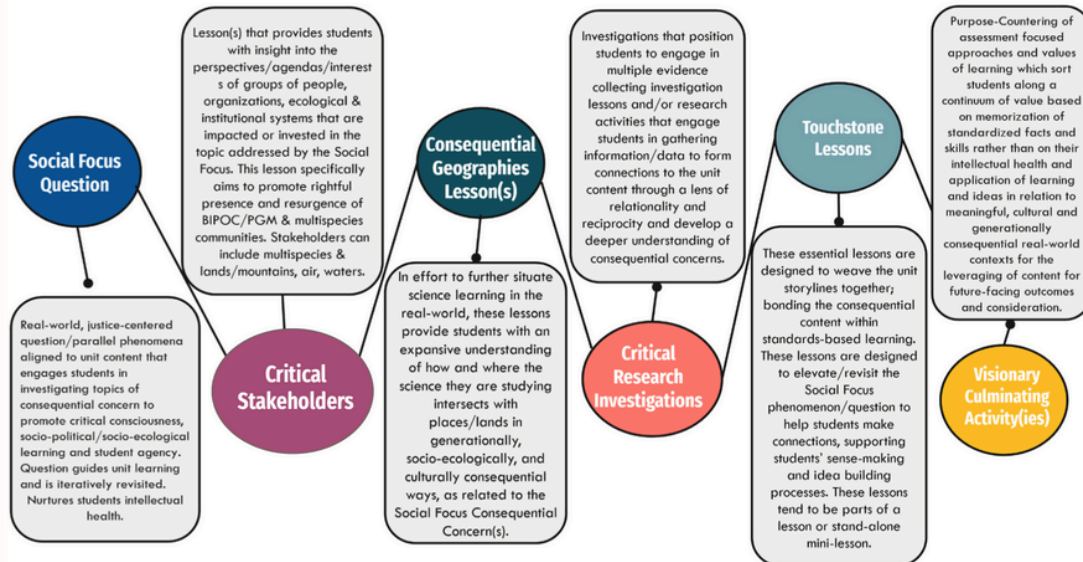 Social Focus
Question
Real-world, justice-centered
question/parallel phenomena
aligned to unit content that
engages students in
investigating topics of
consequential concern to
promote critical consciousness,
socio-political/socio-ecological
learning and student agency.
Question guides unit learning
and is iteratively revisited.
Nurtures students intellectual
health.
Lesson(s) that provides students
with insight into the
perspectives/agendas/interest
s of groups of people,
organizations, ecological &
institutional systems that are
impacted or invested in the
topic addressed by the Social
Focus. This lesson specifically
aims to promote rightful
presence and resurgence of
BIPOC/PGM & multispecies
communities. Stakeholders can
include multispecies &
lands/mountains, air, waters.
Critical
Stakeholders
Consequential
Geographies
Lesson(s)
In effort to further situate
science learning in the
real-world, these lessons
provide students with an
expansive understanding
of how and where the
science they are studying
intersects with
places/lands in
generationally,
socio-ecologically, and
culturally consequential
ways, as related to the
Social Focus Consequential
Concern(s).
Investigations that position
students to engage in
multiple evidence
collecting investigation
lessons and/or research
activities that engage
students in gathering
information/data to form
connections to the unit
content through a lens of
relationality and
reciprocity and develop a
deeper understanding of
consequential concerns.
Critical
Research
Investigations
Touchstone
Lessons
These essential lessons are
designed to weave the unit
storylines together;
bonding the consequential
content within
standards-based learning.
These lessons are designed
to elevate/revisit the
Social Focus
phenomenon/question to
help students make
connections, supporting
students' sense-making
and idea building
processes. These lessons
tend to be parts of a
lesson or stand-alone
mini-lesson.
Purpose-Countering of
assessment focused
approaches and values
of learning which sort
students along a
continuum of value based
on memorization of
standardized facts and
skills rather than on their
intellectual health and
application of learning
and ideas in relation to
meaningful, cultural and
generationally
consequential real-world
contexts for the
leveraging of content for
future-facing outcomes
and consideration.
Visionary
Culminating
Activity(ies)